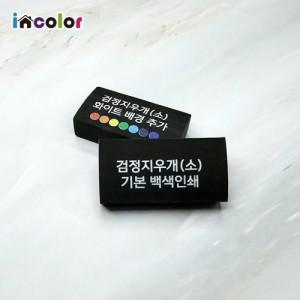 incolor
검정지우개(소)
화이트 배경 추가
검정지우개(소)
기본 백색인쇄